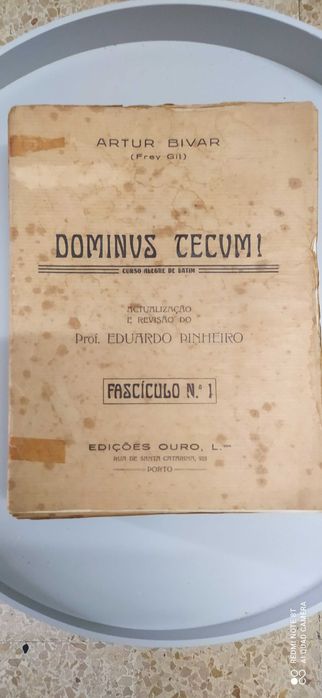 ARTUR BIVAR
(Frey Gil)
DOMINVS TECVM!
CURSO ALEGRE DE LATIM
ACTUALIZAÇÃO
E REVISÃO DO
Prof. EDUARDO PINHEIRO
FASCÍCULO N.º 1
EDIÇÕES OURO, L.DA
RUA DE SANTA CATARINA,
PORTO
REDMI NOTE 8T
AI QUAD CAMERA